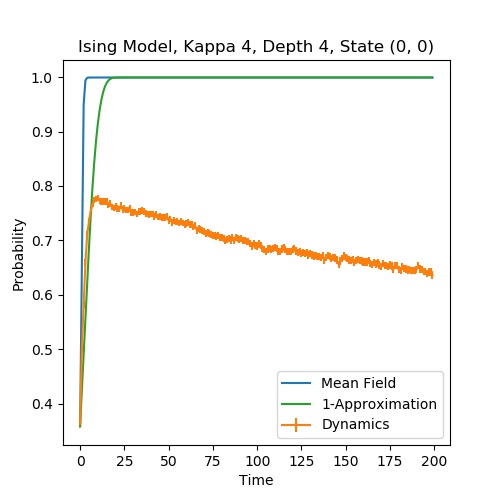 Ising Model, Kappa 4, Depth 4, State (0, 0)
1.0
0.9
0.8
0.7
0.6
0.5
0.4
Probability
Mean Field
1-Approximation
Dynamics
0 25 50 75 100 125 150 175 200
Time